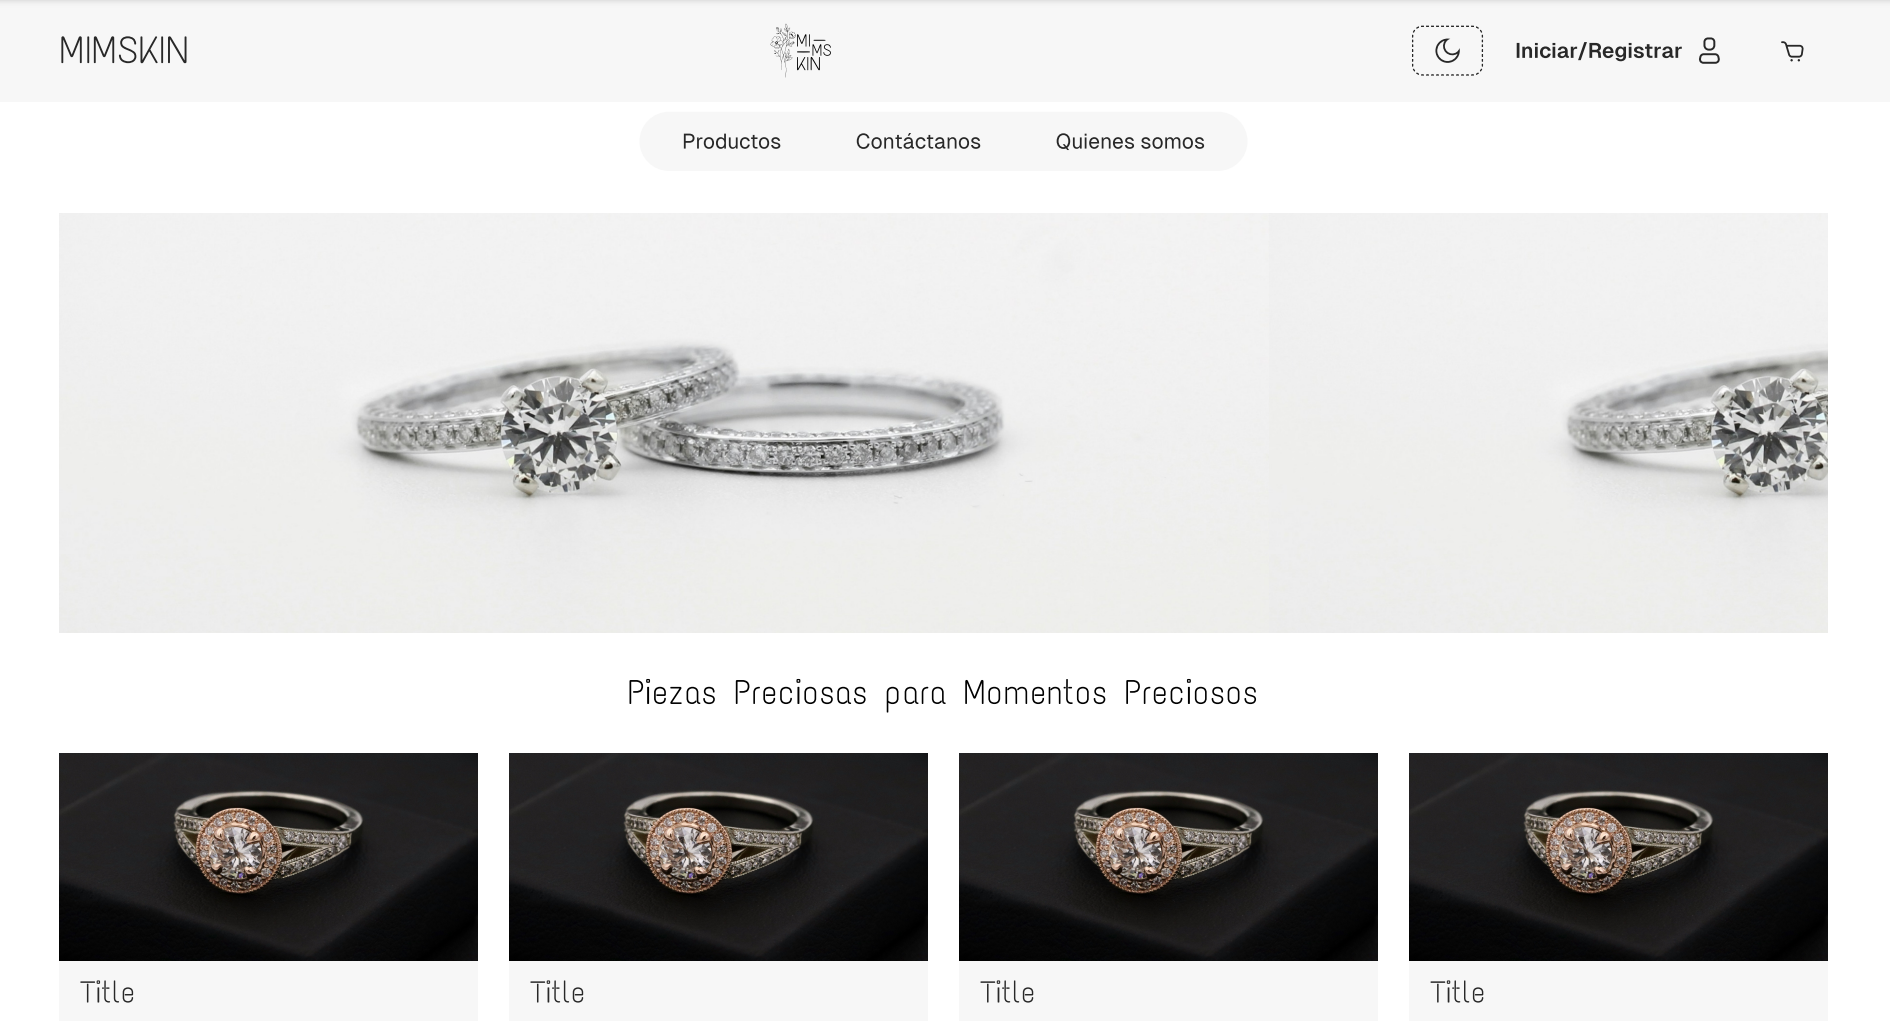 MIMSKIN
MI—
—MS
KIN
Iniciar/Registrar
Productos
Contáctanos
Quienes somos
Piezas Preciosas para Momentos Preciosos
Title
Title
Title
Title